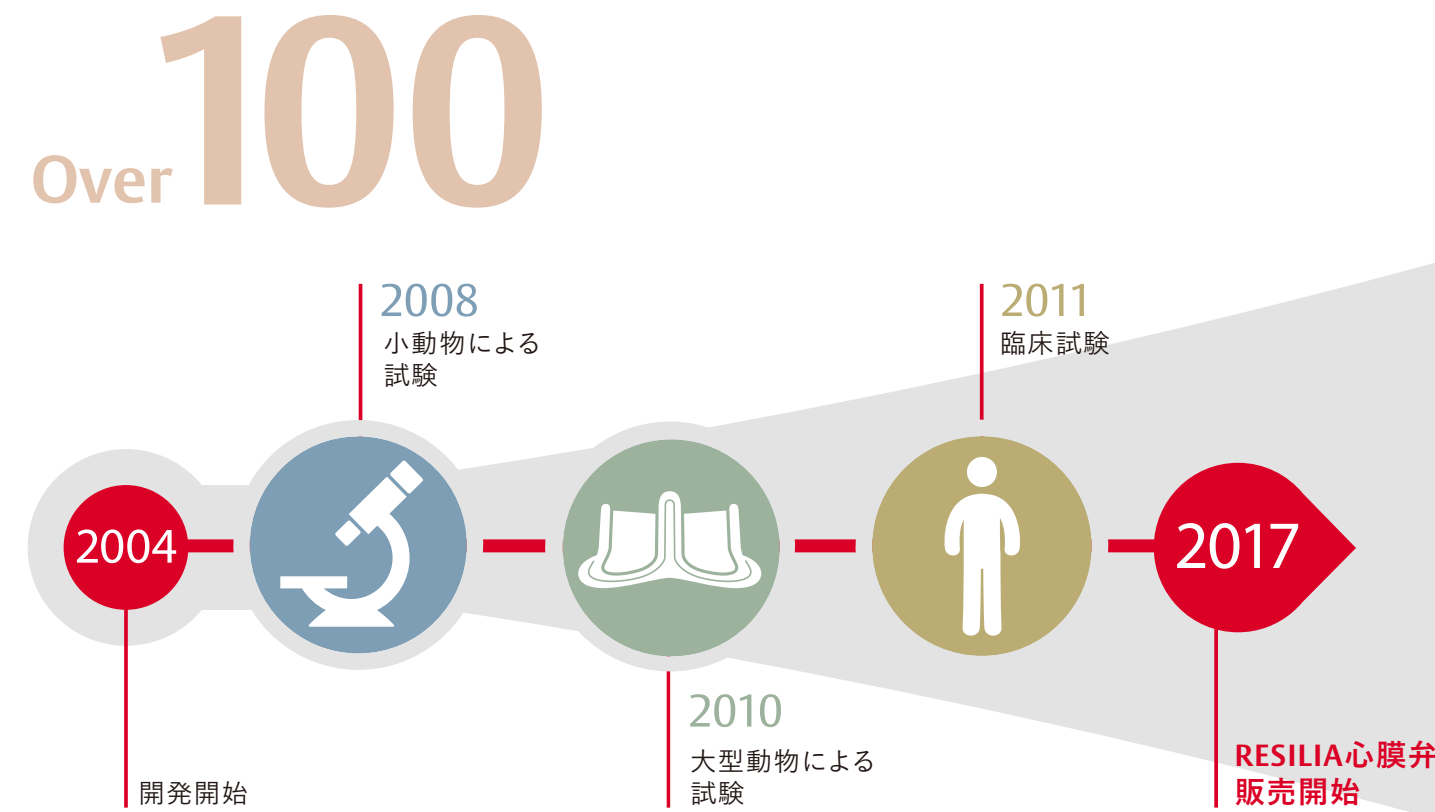 Over 100
2008
小動物による
試験
2011
臨床試験
2004
2017
2010
大型動物による
試験
開発開始
RESILIA心膜弁
販売開始